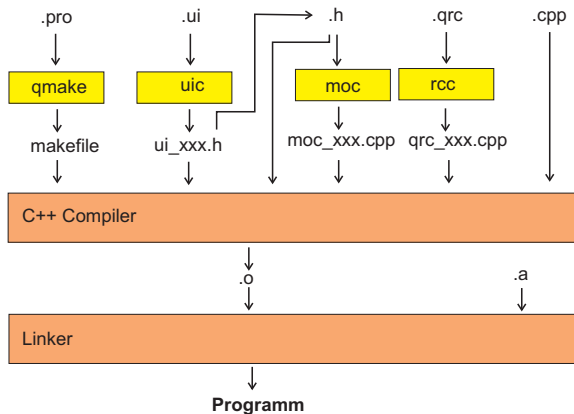 .pro .ui .h .qrc .cpp
qmake uic moc rcc
makefile ui_xxx.h moc_xxx.cpp qrc_xxx.cpp
C++ Compiler
.o .a
Linker
Programm